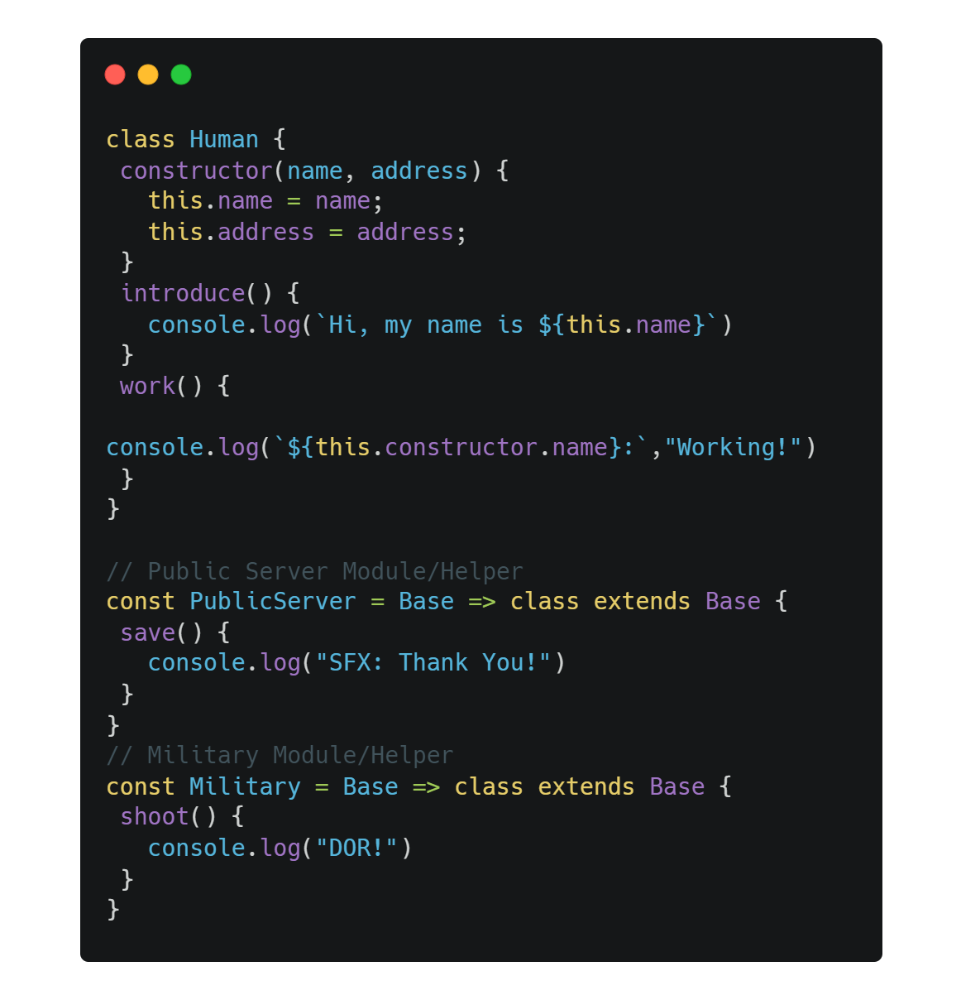 class Human {
 constructor(name, address) {
   this.name = name;
   this.address = address;
 }
 introduce() {
   console.log(`Hi, my name is ${this.name}`)
 }
 work() {

console.log(`${this.constructor.name}:`,"Working!")
 }
}

// Public Server Module/Helper
const PublicServer = Base => class extends Base {
 save() {
   console.log("SFX: Thank You!")
 }
}
// Military Module/Helper
const Military = Base => class extends Base {
 shoot() {
   console.log("DOR!")
 }
}